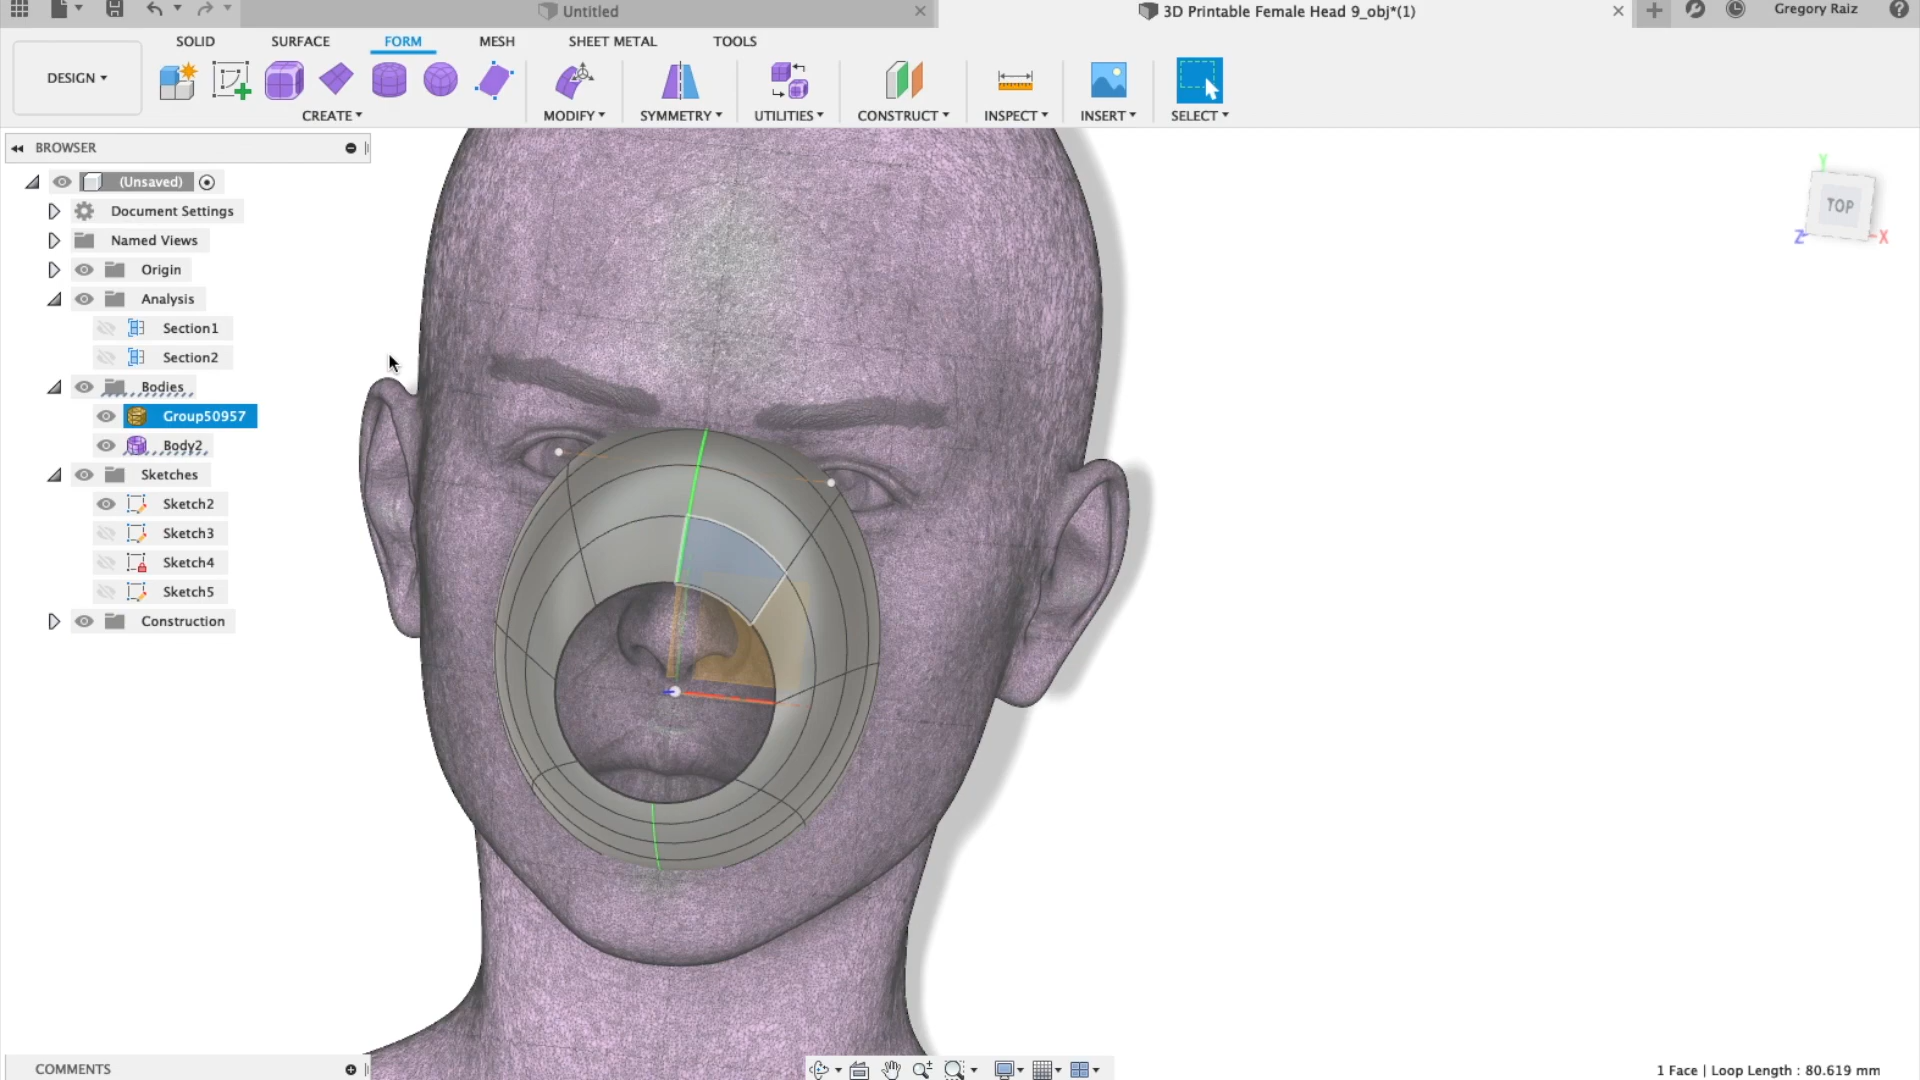 Untitled
3D Printable Female Head 9_obj*(1)
Gregory Raiz
SOLID SURFACE FORM MESH SHEET METAL TOOLS
DESIGN
CREATE MODIFY SYMMETRY UTILITIES CONSTRUCT INSPECT INSERT SELECT
BROWSER
(Unsaved)
Document Settings
Named Views
Origin
Analysis
Section1
Section2
Bodies
Group50957
Body2
Sketches
Sketch2
Sketch3
Sketch4
Sketch5
Construction
Y
TOP
Z
X
COMMENTS
1 Face | Loop Length : 80.619 mm